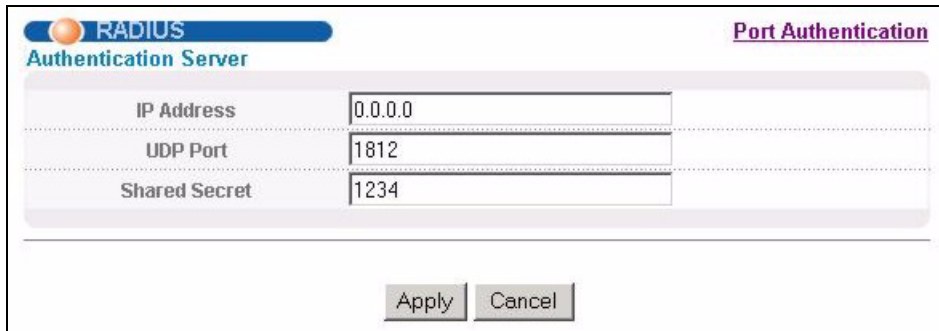 RADIUS
Port Authentication
Authentication Server
IP Address 0.0.0.0
UDP Port 1812
Shared Secret 1234
Apply Cancel